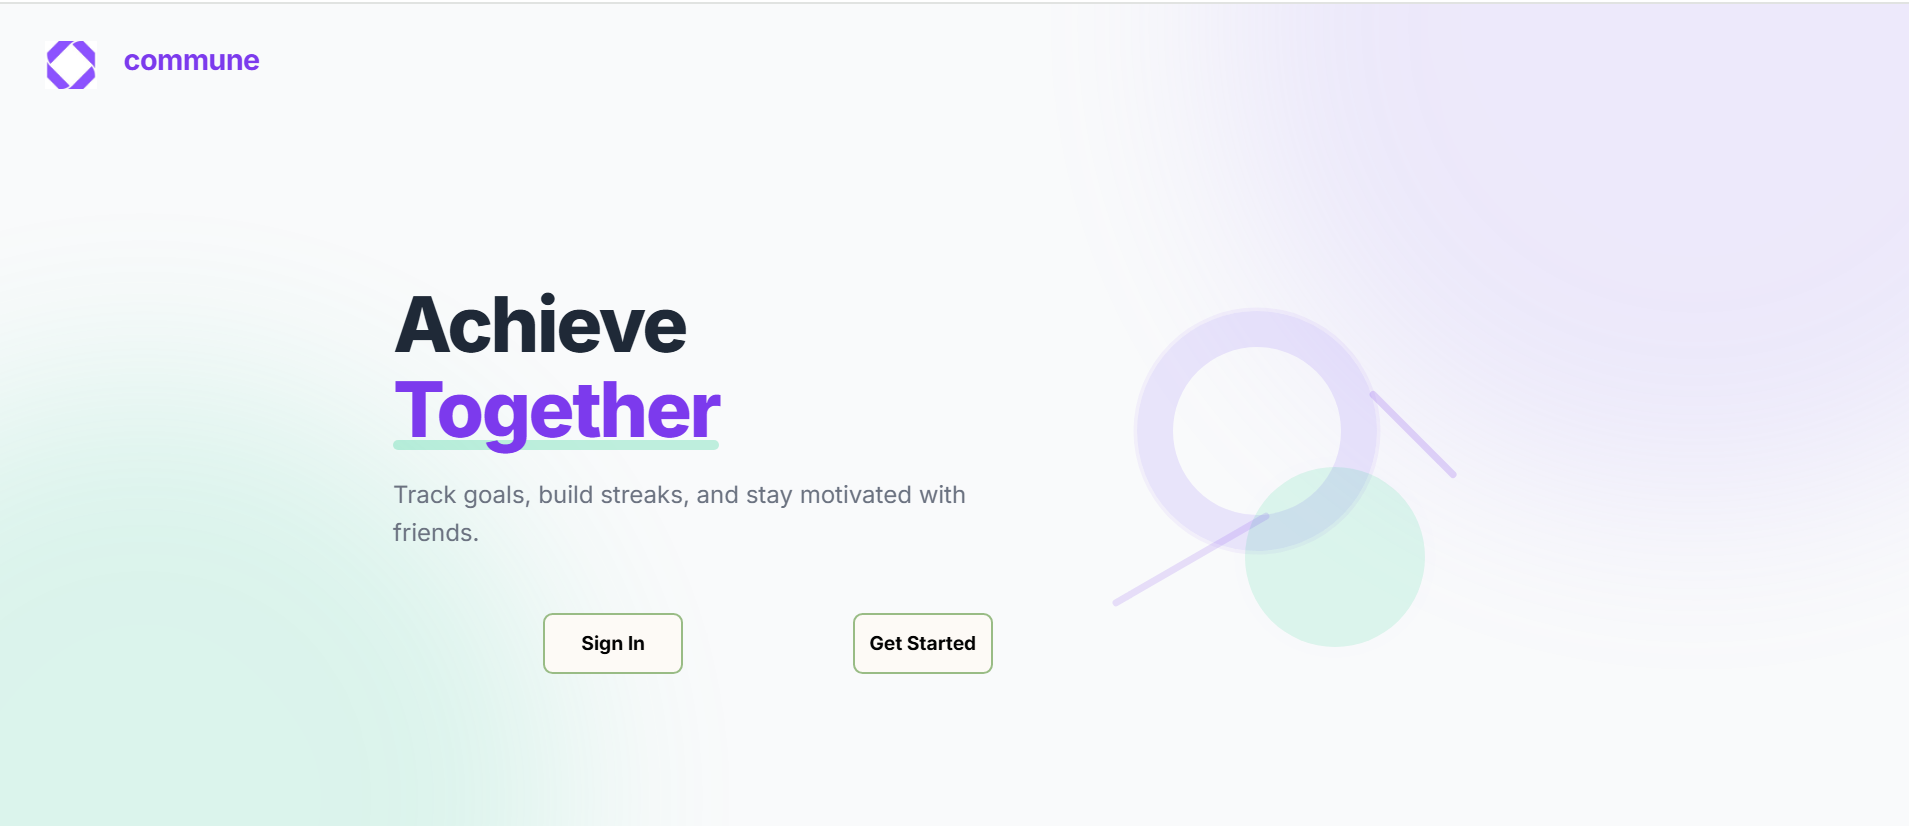 commune
Achieve
Together
Track goals, build streaks, and stay motivated with
friends.
Sign In
Get Started